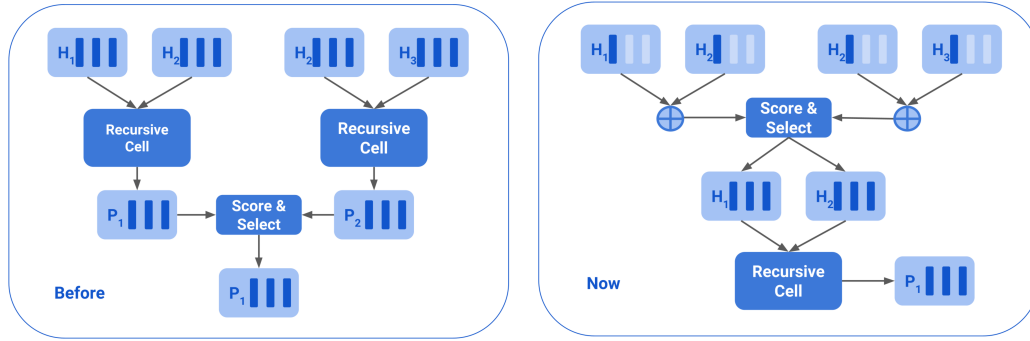 H1
H2
H2
H3
Recursive
Cell
Recursive
Cell
P1
Score &
Select
P2
P1
Before
H1
H2
H2
H3
Score &
Select
H1
H2
Recursive
Cell
P1
Now